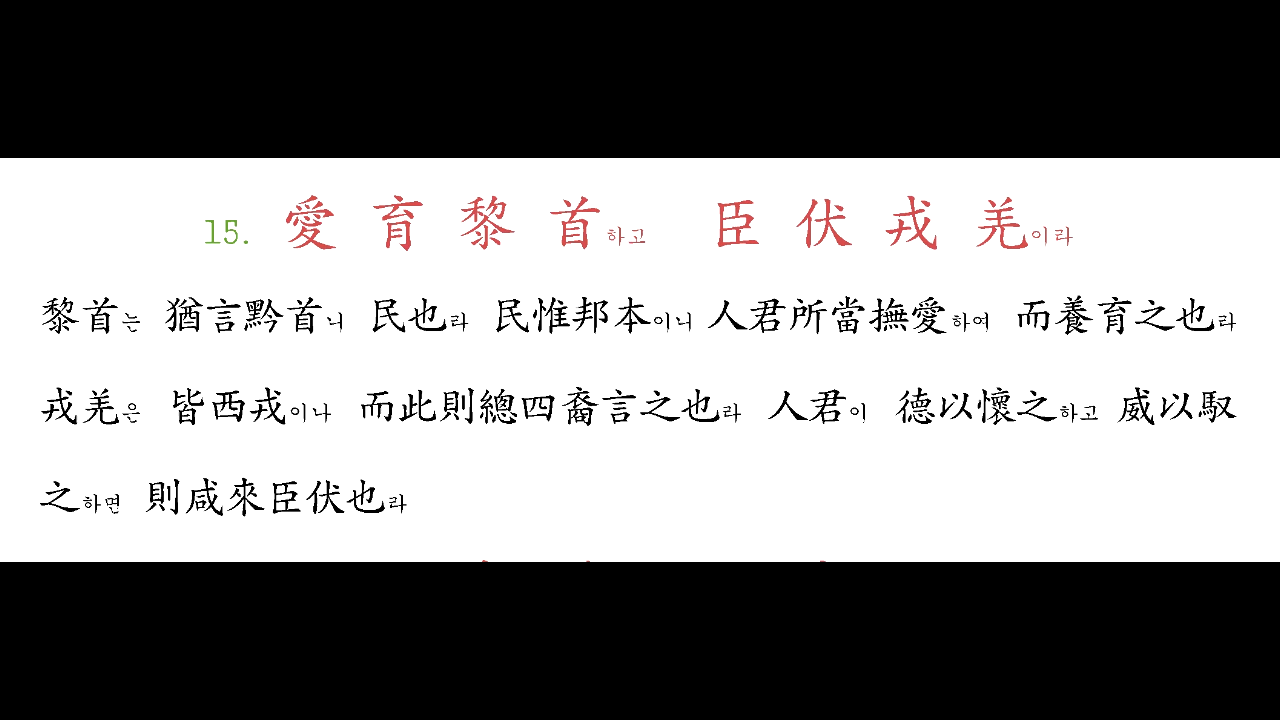 15. 愛育黎首하고 臣伏戎羌이라
黎首는 猶言黔首니 民也라 民惟邦本이니 人君所當撫愛하여 而養育之也라
戎羌은 皆西戎이나 而此則總四裔言之也라 人君이 德以懷之하고 威以馭
之하면 則咸來臣伏也라